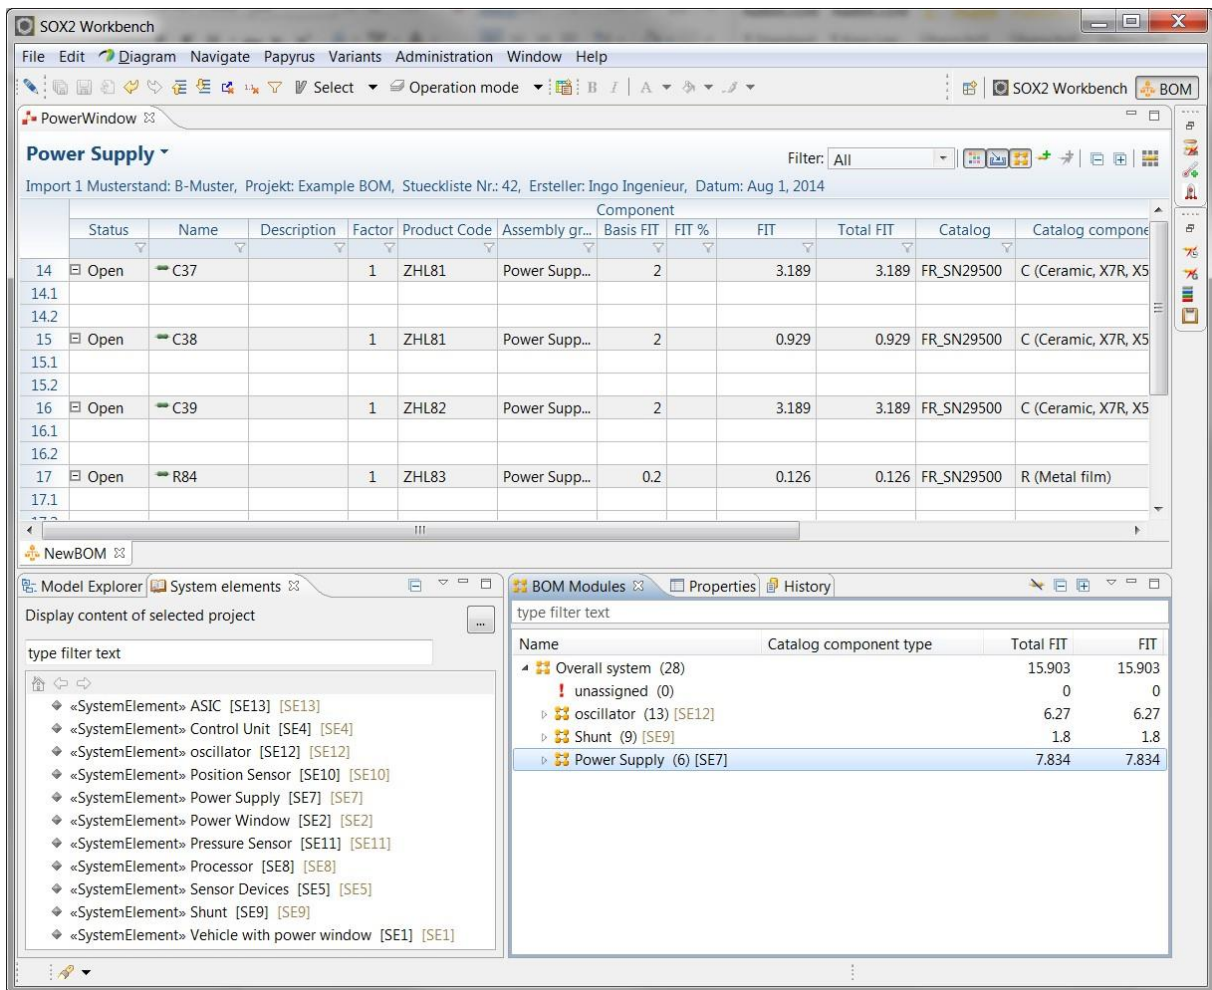 SOX2 Workbench
File Edit Diagram Navigate Papyrus Variants Administration Window Help
Select Operation mode B I A SOX2 Workbench BOM
PowerWindow
Power Supply Filter: All
Import 1 Musterstand: B-Muster, Projekt: Example BOM, Stueckliste Nr.: 42, Ersteller: Ingo Ingenieur, Datum: Aug 1, 2014
Component
Status Name Description Factor Product Code Assembly gr... Basis FIT FIT % FIT Total FIT Catalog Catalog compone
14 Open C37 1 ZHL81 Power Supp... 2 3.189 3.189 FR_SN29500 C (Ceramic, X7R, X5
14.1
14.2
15 Open C38 1 ZHL81 Power Supp... 2 0.929 0.929 FR_SN29500 C (Ceramic, X7R, X5
15.1
15.2
16 Open C39 1 ZHL82 Power Supp... 2 3.189 3.189 FR_SN29500 C (Ceramic, X7R, X5
16.1
16.2
17 Open R84 1 ZHL83 Power Supp... 0.2 0.126 0.126 FR_SN29500 R (Metal film)
17.1
NewBOM
Model Explorer System elements
Display content of selected project ...
type filter text
«SystemElement» ASIC [SE13] [SE13]
«SystemElement» Control Unit [SE4] [SE4]
«SystemElement» oscillator [SE12] [SE12]
«SystemElement» Position Sensor [SE10] [SE10]
«SystemElement» Power Supply [SE7] [SE7]
«SystemElement» Power Window [SE2] [SE2]
«SystemElement» Pressure Sensor [SE11] [SE11]
«SystemElement» Processor [SE8] [SE8]
«SystemElement» Sensor Devices [SE5] [SE5]
«SystemElement» Shunt [SE9] [SE9]
«SystemElement» Vehicle with power window [SE1] [SE1]
BOM Modules Properties History
type filter text
Name Catalog component type Total FIT FIT
Overall system (28) 15.903 15.903
unassigned (0) 0 0
oscillator (13) [SE12] 6.27 6.27
Shunt (9) [SE9] 1.8 1.8
Power Supply (6) [SE7] 7.834 7.834